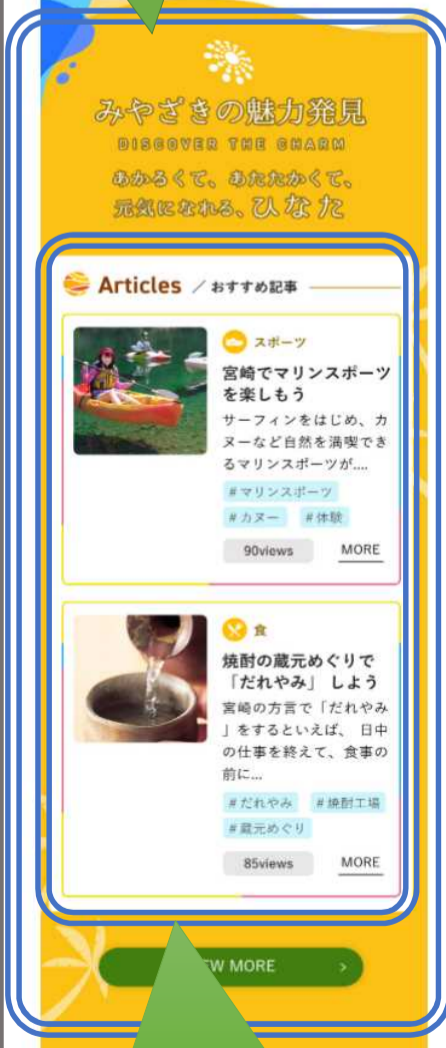 みやざきの魅力発見
DISCOVER THE CHARM
あかるくて、あたたかくて、
元気になれる、ひなた
Articles / おすすめ記事
スポーツ
宮崎でマリンスポーツ
を楽しもう
サーフィンをはじめ、カ
ヌーなど自然を満喫でき
るマリンスポーツが....
#マリンスポーツ
#カヌー #体験
90views MORE
食
焼酎の蔵元めぐりで
「だれやみ」 しよう
宮崎の方言で「だれやみ
」をするといえば、 日中
の仕事を終えて、食事の
前に...
#だれやみ #焼酎工場
#蔵元めぐり
85views MORE
MORE